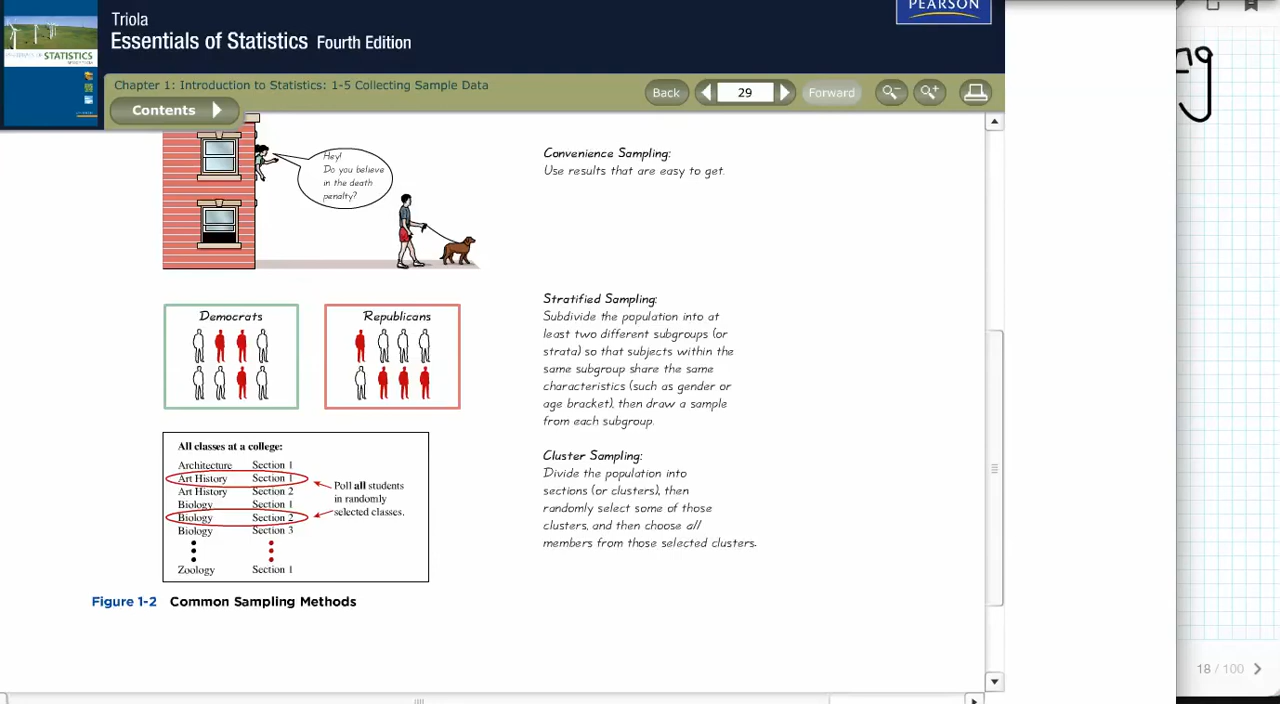 PEARSON
STATISTICS
Triola
Essentials of Statistics Fourth Edition
Chapter 1: Introduction to Statistics: 1-5 Collecting Sample Data
Contents
Back
29
Forward
Hey!
Do you believe
in the death
penalty?
Convenience Sampling:
Use results that are easy to get.
Democrats
Republicans
Stratified Sampling:
Subdivide the population into at
least two different subgroups (or
strata) so that subjects within the
same subgroup share the same
characteristics (such as gender or
age bracket), then draw a sample
from each subgroup.
All classes at a college:
Architecture Section 1
Art History Section 1
Art History Section 2
Biology Section 1
Biology Section 2
Biology Section 3
Zoology Section 1
Poll all students
in randomly
selected classes.
Cluster Sampling:
Divide the population into
sections (or clusters), then
randomly select some of those
clusters, and then choose all
members from those selected clusters.
Figure 1-2 Common Sampling Methods
18 / 100